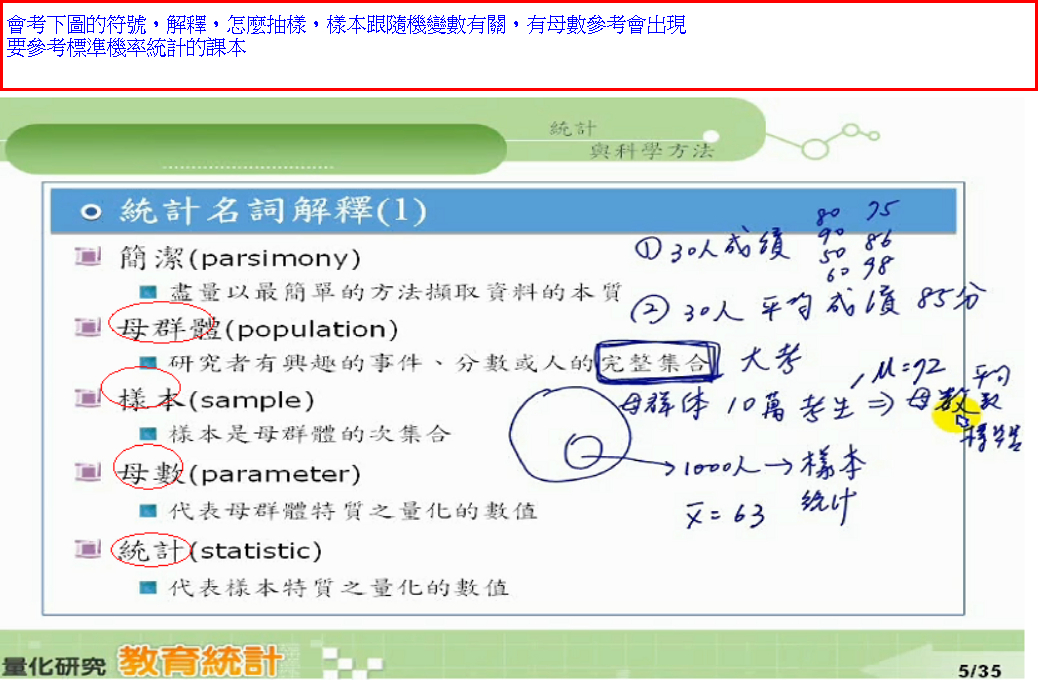 會考下圖的符號，解釋，怎麼抽樣，樣本跟隨機變數有關，有母數參考會出現
要參考標準機率統計的課本
統計
與科學方法
統計名詞解釋(1)
80 75
90 86
50 98
60
① 30人成績
簡潔(parsimony)
盡量以最簡單的方法擷取資料的本質
(2) 30人 平均成績 85分
母群體(population)
研究者有興趣的事件、分數或人的完整集合
大考
母群体 10萬考生 ⇒ 母數
, M=72 平均
樣本(sample)
樣本是母群體的次集合
→1000人→樣本
母數(parameter)
x̄=63 統计
代表母群體特質之量化的數值
統計(statistic)
代表樣本特質之量化的數值
量化研究 教育統計
5/35